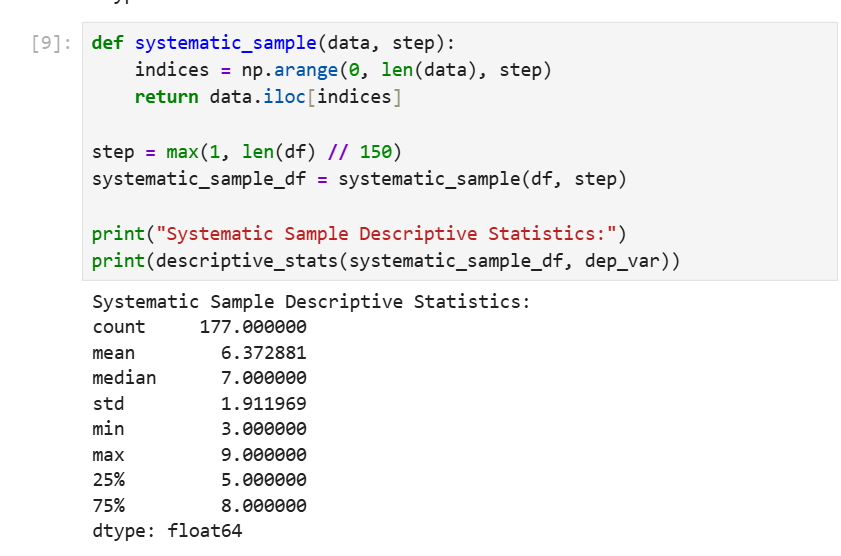 [9]: def systematic_sample(data, step):
    indices = np.arange(0, len(data), step)
    return data.iloc[indices]

step = max(1, len(df) // 150)
systematic_sample_df = systematic_sample(df, step)

print("Systematic Sample Descriptive Statistics:")
print(descriptive_stats(systematic_sample_df, dep_var))
Systematic Sample Descriptive Statistics:
count     177.000000
mean        6.372881
median      7.000000
std         1.911969
min         3.000000
max         9.000000
25%         5.000000
75%         8.000000
dtype: float64